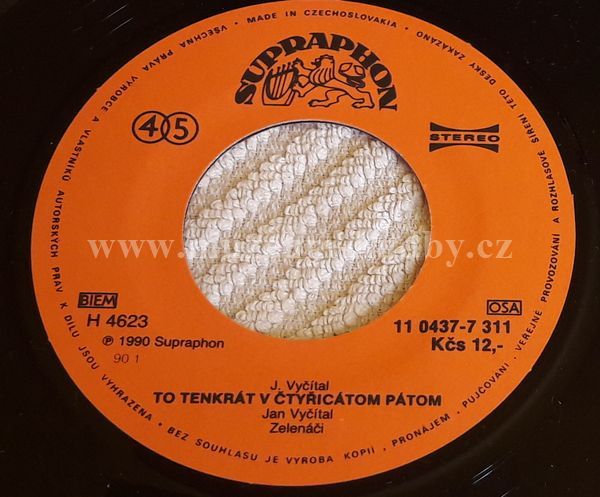 VŠECHNA PRÁVA VÝROBCE A VLASTNÍKŮ AUTORSKÝCH PRÁV K DÍLU JSOU VYHRAZENA • BEZ SOUHLASU JE VÝROBA KOPIÍ, PRONÁJEM, PŮJČOVÁNÍ, VEŘEJNÉ PROVOZOVÁNÍ A ROZHLASOVÉ ŠÍŘENÍ TÉTO DESKY ZAKÁZÁNO • MADE IN CZECHOSLOVAKIA •
SUPRAPHON
45
STEREO
BIEM
OSA
H 4623
11 0437-7 311
℗ 1990 Supraphon
Kčs 12,-
90 1
J. Vyčítal
TO TENKRÁT V ČTYŘICÁTOM PÁTOM
Jan Vyčítal
Zelenáči